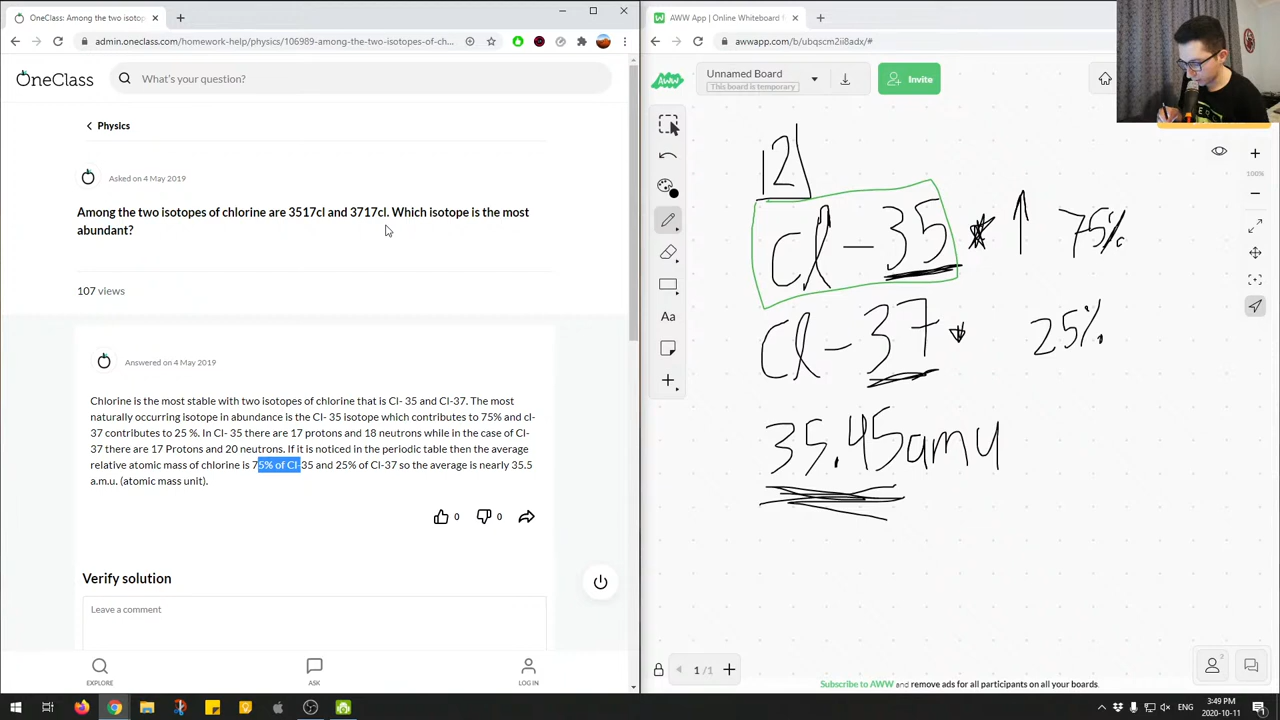 OneClass: Among the two isotop
AWW App | Online Whiteboard f
admin.oneclass.com/homework-help/physics/106989-among-the-two-isotopes-of-ch...
awwapp.com/b/ubqscm2ii8adx/#
OneClass
What's your question?
Physics
Asked on 4 May 2019
Among the two isotopes of chlorine are 3517cl and 3717cl. Which isotope is the most
abundant?
107 views
Answered on 4 May 2019
Chlorine is the most stable with two isotopes of chlorine that is Cl- 35 and Cl-37. The most
naturally occurring isotope in abundance is the Cl- 35 isotope which contributes to 75% and cl-
37 contributes to 25 %. In Cl- 35 there are 17 protons and 18 neutrons while in the case of Cl-
37 there are 17 Protons and 20 neutrons. If it is noticed in the periodic table then the average
relative atomic mass of chlorine is 75% of Cl-35 and 25% of Cl-37 so the average is nearly 35.5
a.m.u. (atomic mass unit).
0
0
Verify solution
Leave a comment
EXPLORE
ASK
LOG IN
AWW
Unnamed Board
This board is temporary
Invite
Aa
100%
12
Cl - 35
75%
Cl - 37
25%
35.45amu
1 / 1
2
Subscribe to AWW and remove ads for all participants on all your boards.
ENG
3:49 PM
2020-10-11
1